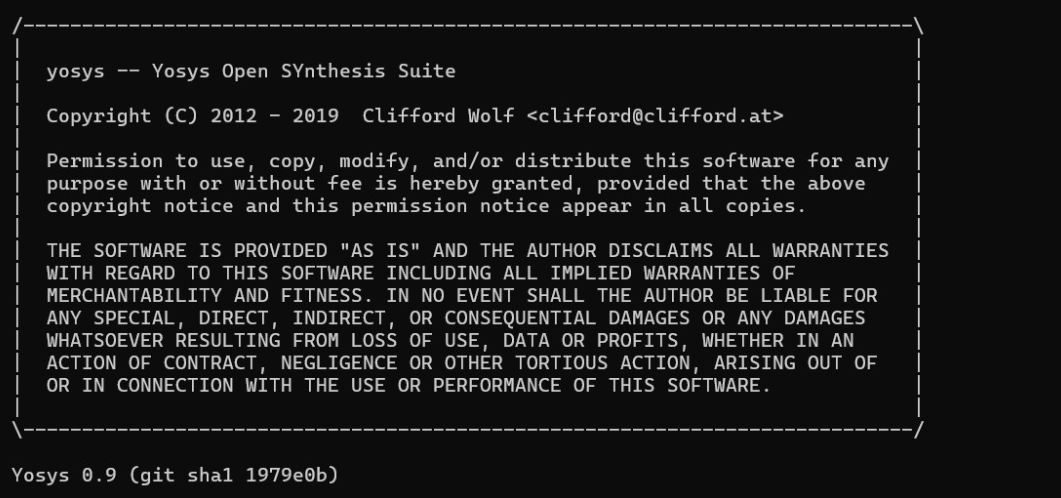 /----------------------------------------------------------------------------\
|                                                                            |
|  yosys -- Yosys Open SYnthesis Suite                                       |
|                                                                            |
|  Copyright (C) 2012 - 2019  Clifford Wolf <clifford@clifford.at>           |
|                                                                            |
|  Permission to use, copy, modify, and/or distribute this software for any  |
|  purpose with or without fee is hereby granted, provided that the above    |
|  copyright notice and this permission notice appear in all copies.         |
|                                                                            |
|  THE SOFTWARE IS PROVIDED "AS IS" AND THE AUTHOR DISCLAIMS ALL WARRANTIES  |
|  WITH REGARD TO THIS SOFTWARE INCLUDING ALL IMPLIED WARRANTIES OF          |
|  MERCHANTABILITY AND FITNESS. IN NO EVENT SHALL THE AUTHOR BE LIABLE FOR   |
|  ANY SPECIAL, DIRECT, INDIRECT, OR CONSEQUENTIAL DAMAGES OR ANY DAMAGES    |
|  WHATSOEVER RESULTING FROM LOSS OF USE, DATA OR PROFITS, WHETHER IN AN     |
|  ACTION OF CONTRACT, NEGLIGENCE OR OTHER TORTIOUS ACTION, ARISING OUT OF   |
|  OR IN CONNECTION WITH THE USE OR PERFORMANCE OF THIS SOFTWARE.            |
|                                                                            |
\----------------------------------------------------------------------------/
Yosys 0.9 (git sha1 1979e0b)